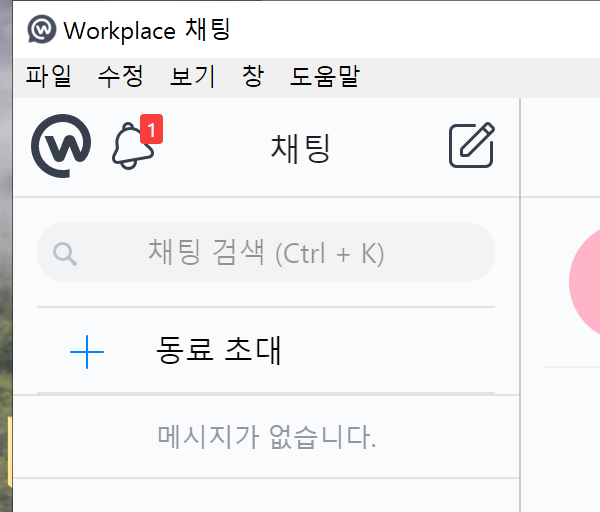 Workplace 채팅
파일 수정 보기 창 도움말
1
채팅
채팅 검색 (Ctrl + K)
동료 초대
메시지가 없습니다.